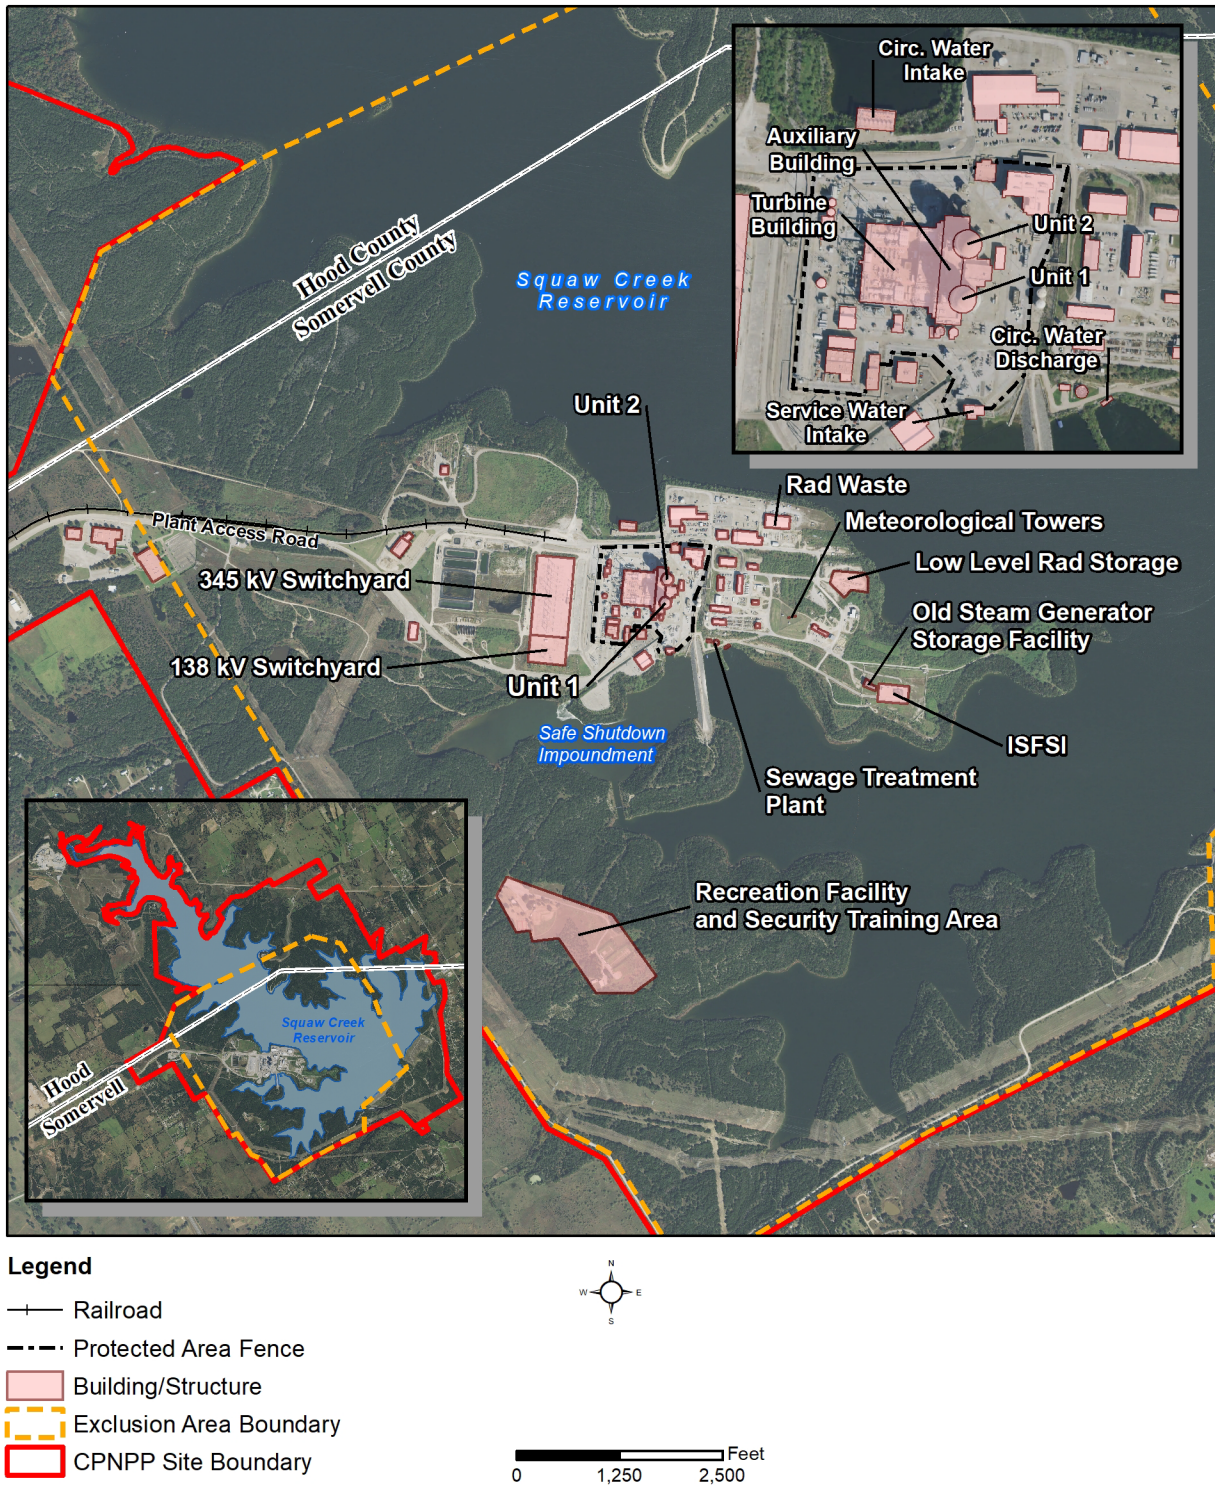 Circ. Water
Intake
Auxiliary
Building
Turbine
Building
Unit 2
Unit 1
Circ. Water
Discharge
Service Water
Intake
Hood County
Somervell County
Squaw Creek
Reservoir
Unit 2
Rad Waste
Meteorological Towers
Plant Access Road
Low Level Rad Storage
345 kV Switchyard
Old Steam Generator
Storage Facility
138 kV Switchyard
Unit 1
Safe Shutdown
Impoundment
ISFSI
Sewage Treatment
Plant
Recreation Facility
and Security Training Area
Squaw Creek
Reservoir
Hood
Somervell
Legend
Railroad
Protected Area Fence
Building/Structure
Exclusion Area Boundary
CPNPP Site Boundary
N
W
E
S
Feet
0 1,250 2,500